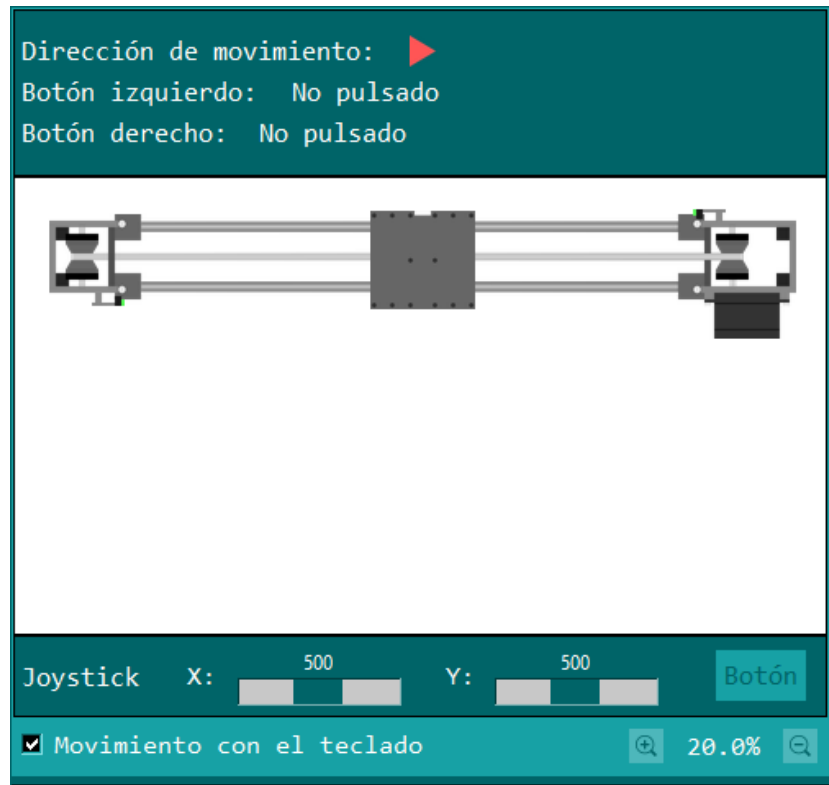 Dirección de movimiento:
Botón izquierdo: No pulsado
Botón derecho: No pulsado
Joystick X: 500 Y: 500 Botón
Movimiento con el teclado 20.0%